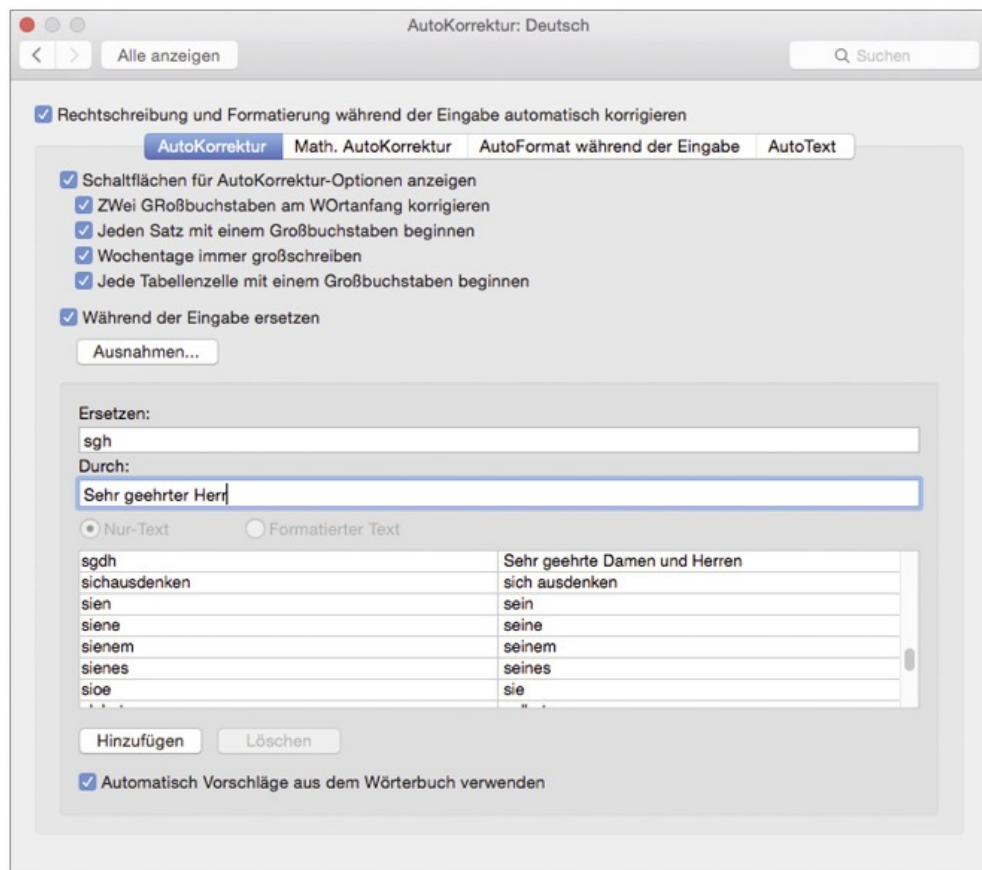 AutoKorrektur: Deutsch
Alle anzeigen
Suchen
Rechtschreibung und Formatierung während der Eingabe automatisch korrigieren
AutoKorrektur Math. AutoKorrektur AutoFormat während der Eingabe AutoText
Schaltflächen für AutoKorrektur-Optionen anzeigen
ZWei GRoßbuchstaben am WOrtanfang korrigieren
Jeden Satz mit einem Großbuchstaben beginnen
Wochentage immer großschreiben
Jede Tabellenzelle mit einem Großbuchstaben beginnen
Während der Eingabe ersetzen
Ausnahmen...
Ersetzen:
sgh
Durch:
Sehr geehrter Herr
Nur-Text Formatierter Text
sgdh Sehr geehrte Damen und Herren
sichausdenken sich ausdenken
sien sein
siene seine
sienem seinem
sienes seines
sioe sie
Hinzufügen Löschen
Automatisch Vorschläge aus dem Wörterbuch verwenden